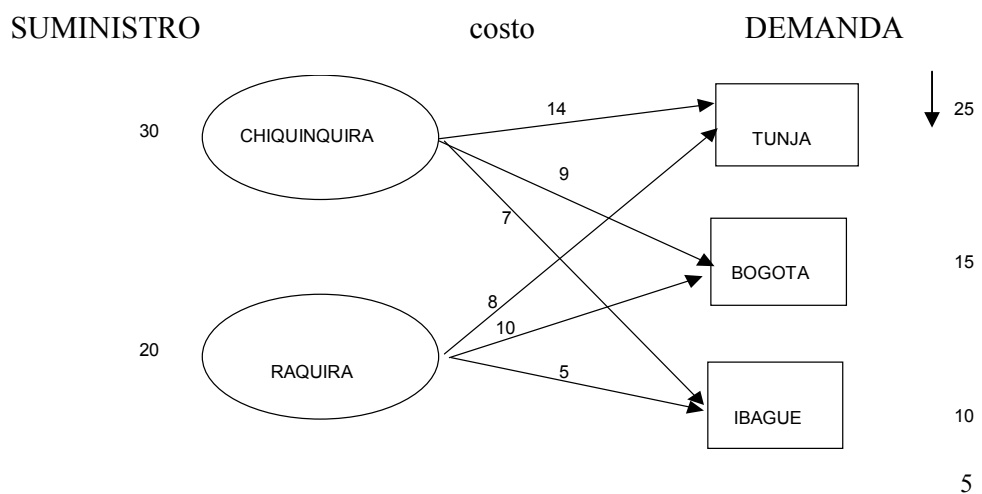 SUMINISTRO costo DEMANDA
30 CHIQUINQUIRA 14 TUNJA 25
9
7
BOGOTA 15
8
10
20 RAQUIRA 5
IBAGUE 10
5